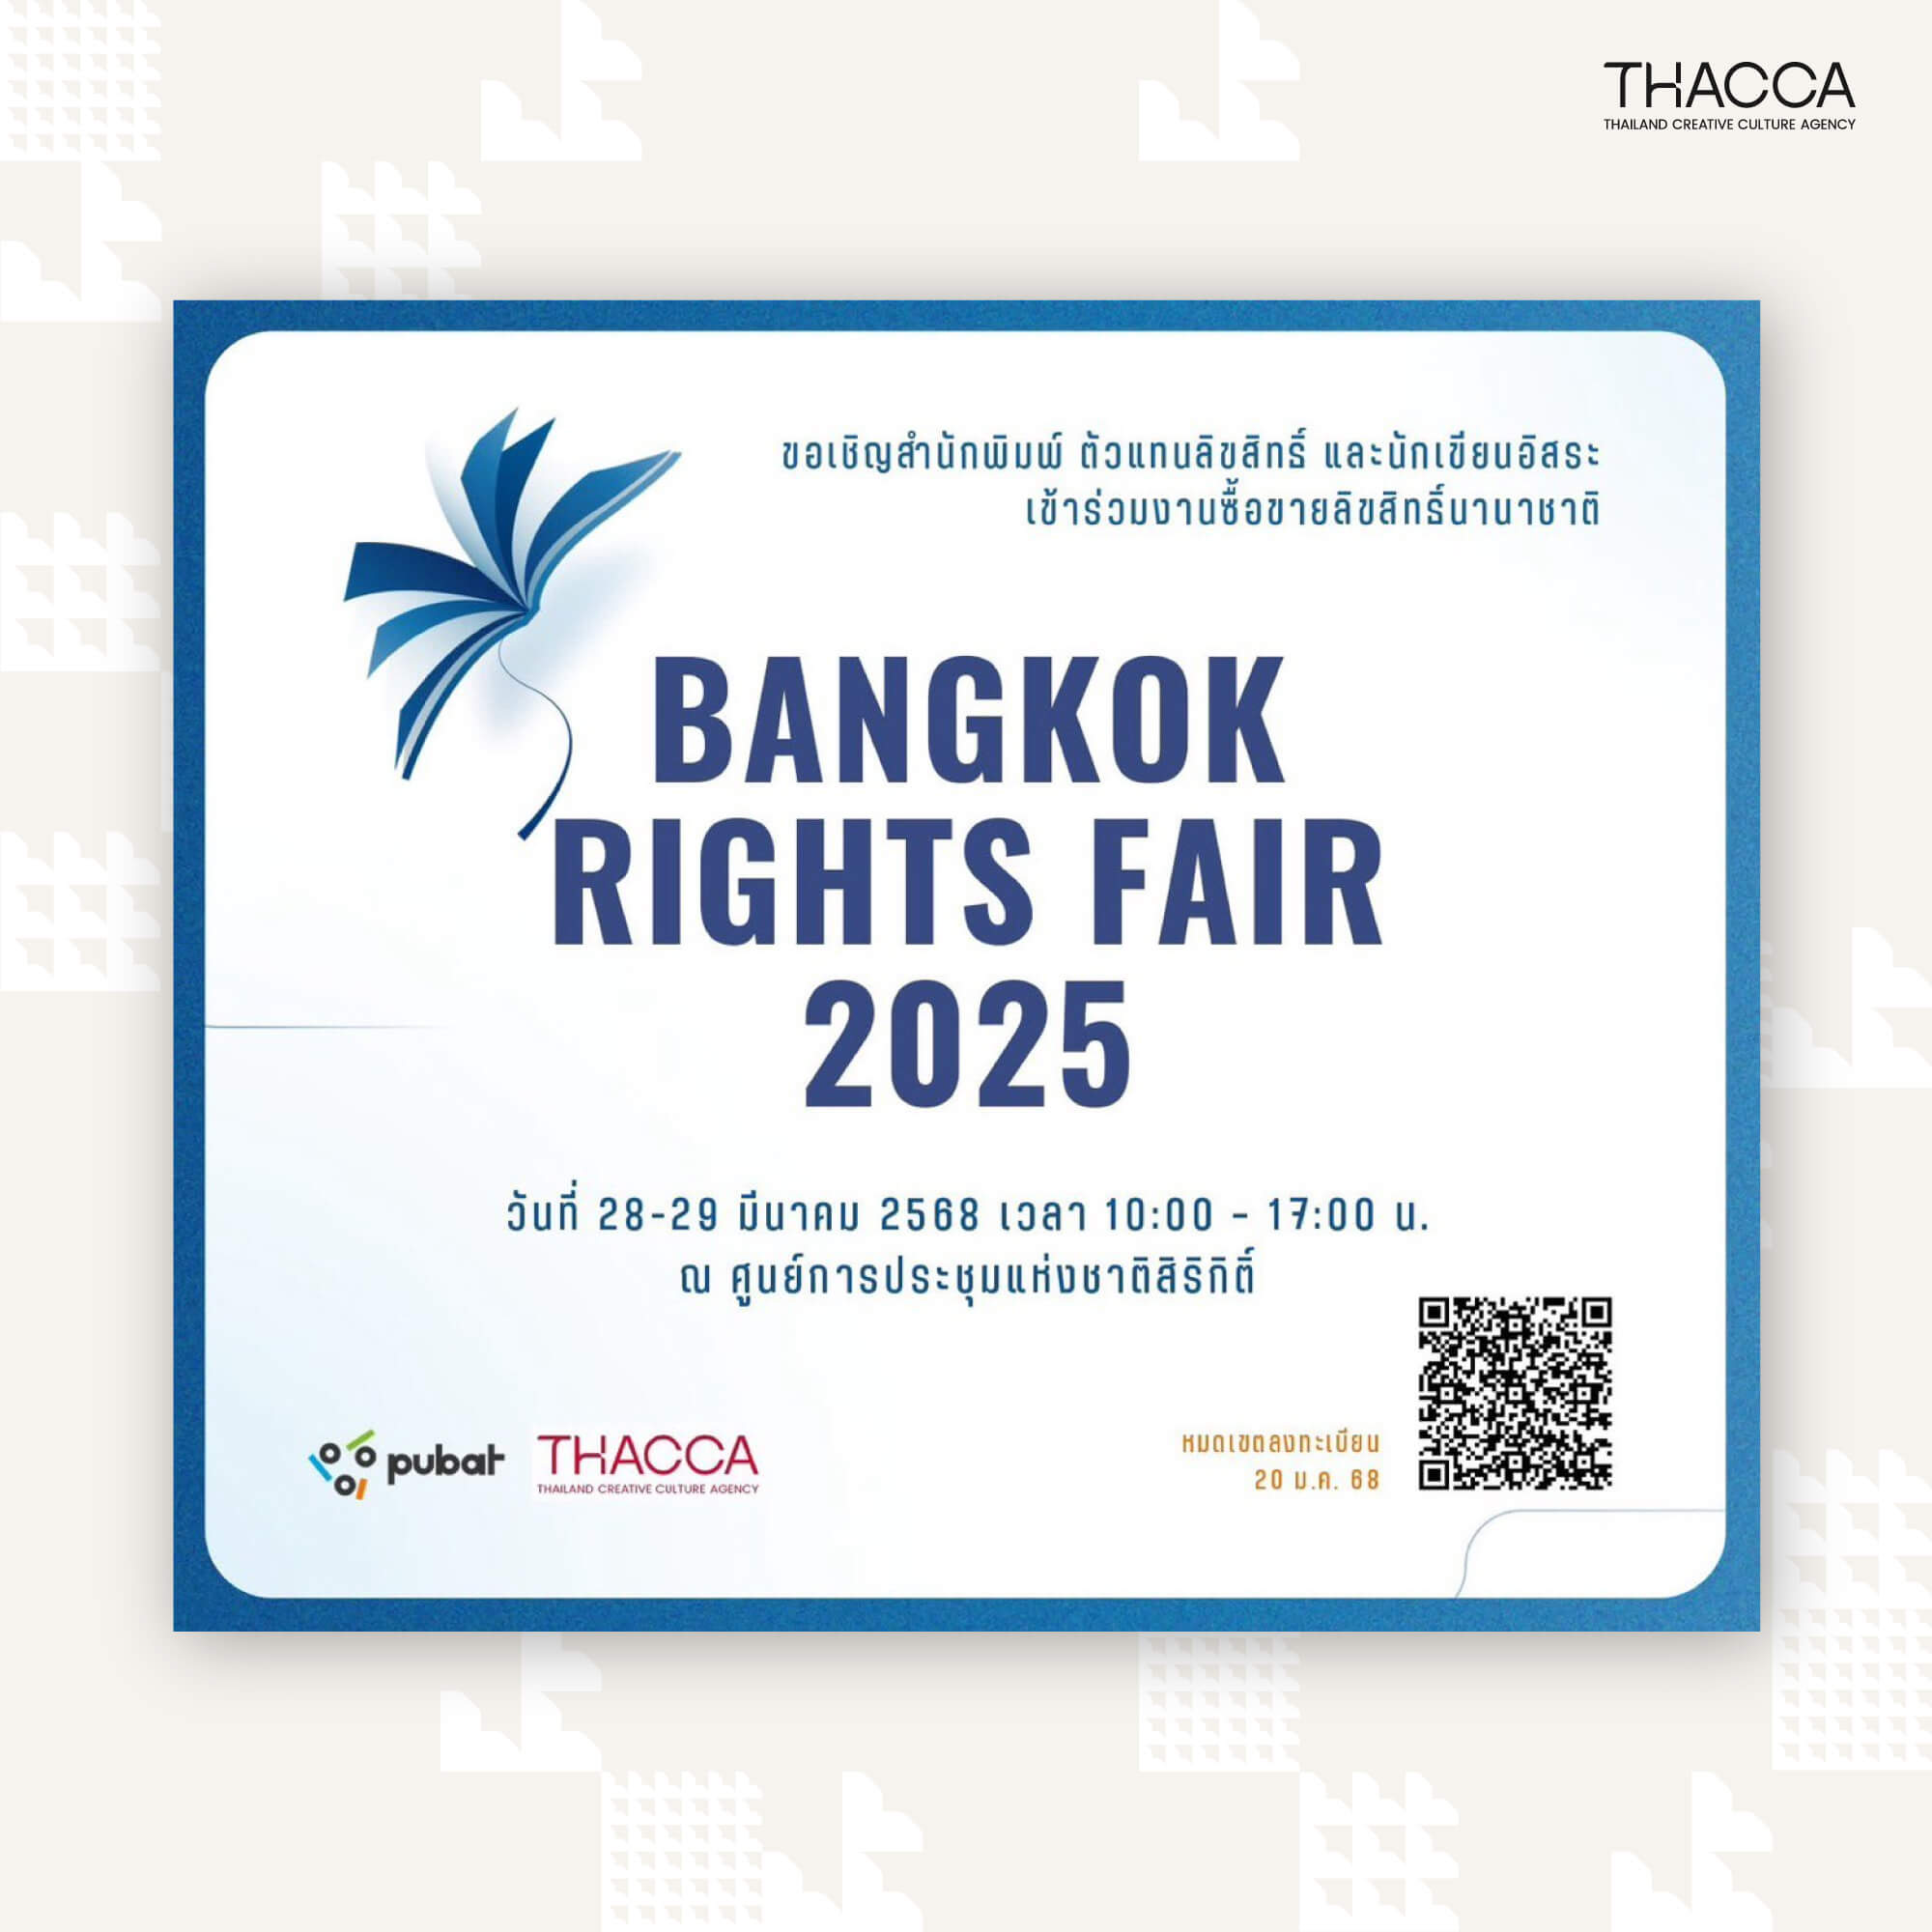 THACCA
THAILAND CREATIVE CULTURE AGENCY
ขอเชิญสำนักพิมพ์ ตัวแทนลิขสิทธิ์ และนักเขียนอิสระ
เข้าร่วมงานซื้อขายลิขสิทธิ์นานาชาติ
BANGKOK
RIGHTS FAIR
2025
วันที่ 28-29 มีนาคม 2568 เวลา 10:00 - 17:00 น.
ณ ศูนย์การประชุมแห่งชาติสิริกิติ์
pubat
THACCA
THAILAND CREATIVE CULTURE AGENCY
หมดเขตลงทะเบียน
20 ม.ค. 68